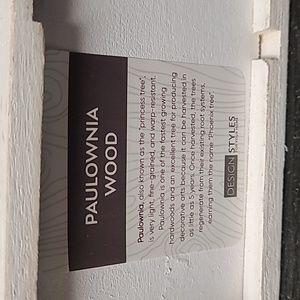 PAULOWNIA
WOOD
Paulownia, also known as the "princess tree",
is very light, fine-grained, and warp-resistant.
Paulownia is one of the fastest growing
hardwoods and an excellent tree for producing
decorative arts because it can be harvested in
as little as 5 years. Once harvested, the trees
regenerate from their existing root systems,
earning them the name "Phoenix tree".
DESIGN STYLES